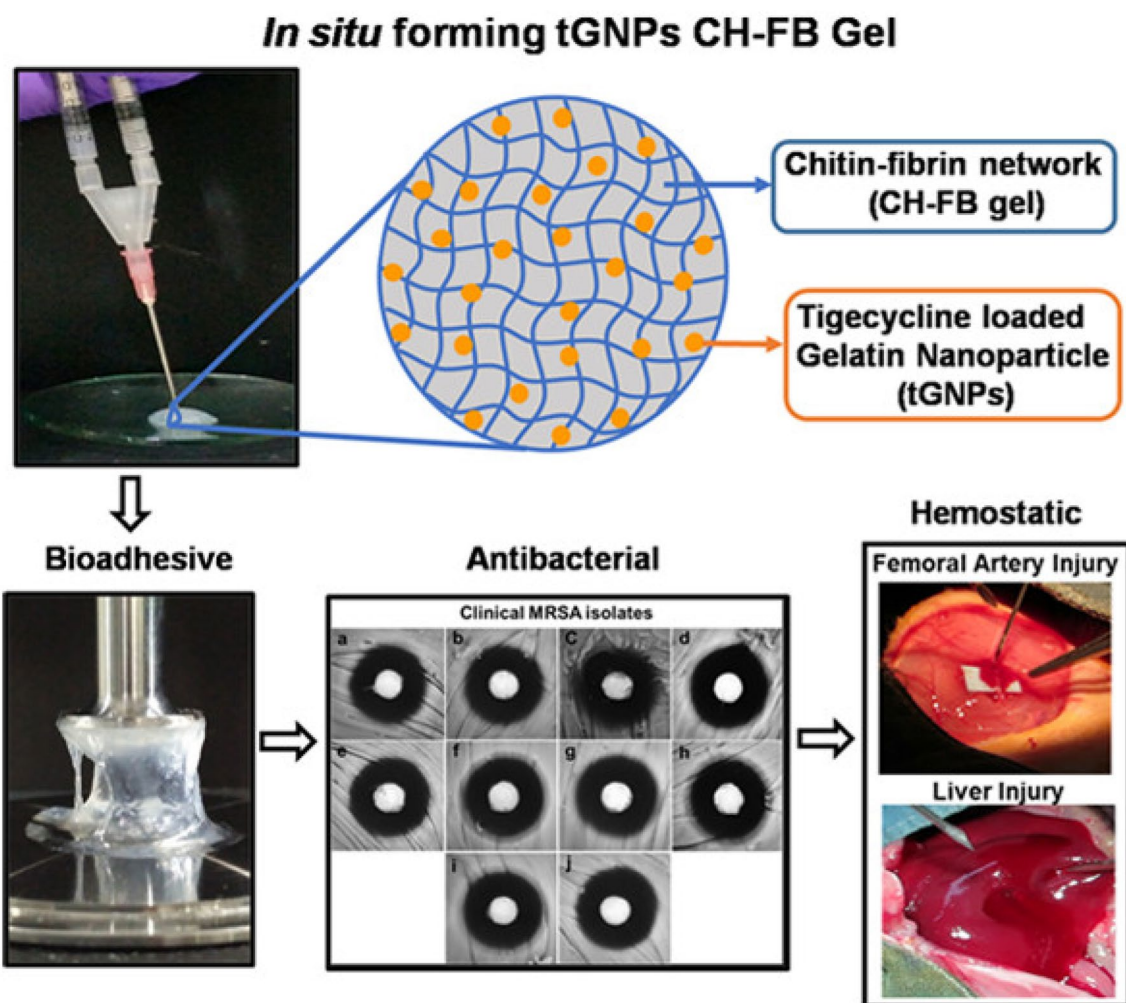 In situ forming tGNPs CH-FB Gel
Chitin-fibrin network
(CH-FB gel)
Tigecycline loaded
Gelatin Nanoparticle
(tGNPs)
Bioadhesive
Antibacterial
Hemostatic
Clinical MRSA isolates
a
b
C
d
e
f
g
h
i
j
Femoral Artery Injury
Liver Injury